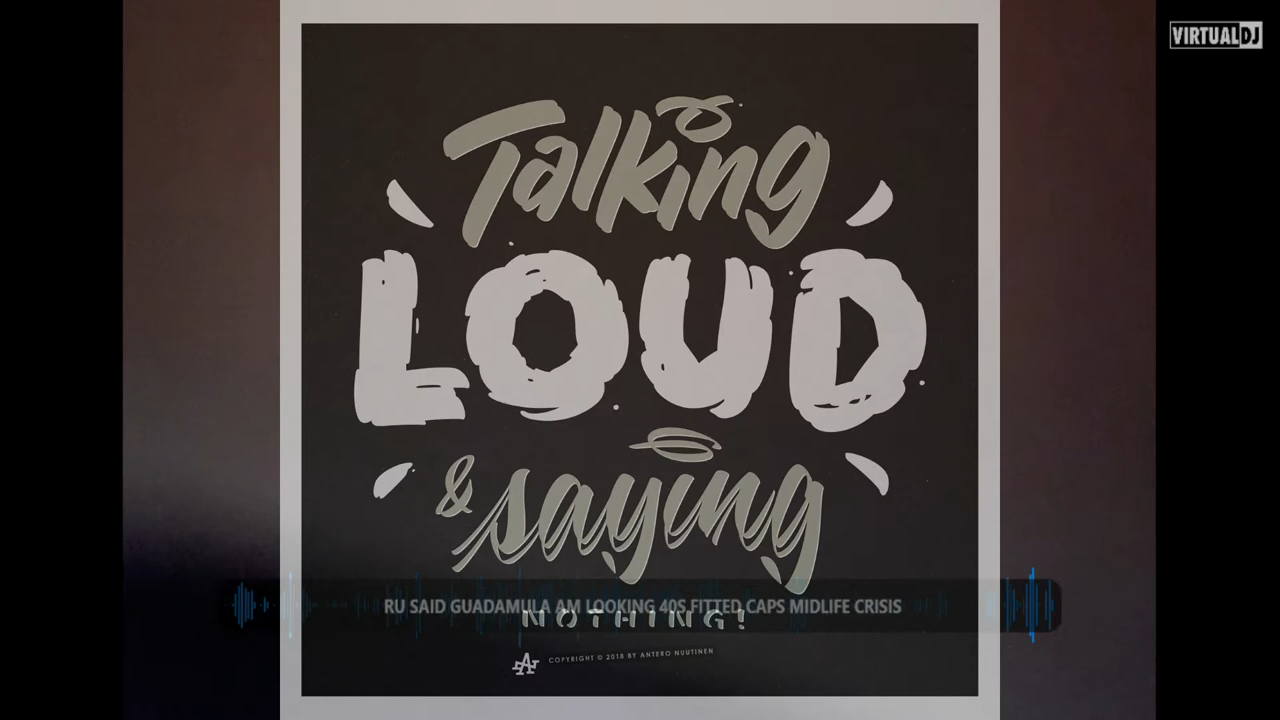 VIRTUALDJ
Talking
LOUD
& saying
RU SAID GUADAMULA AM LOOKING 40S FITTED CAPS MIDLIFE CRISIS
NOTHING!
COPYRIGHT © 2018 BY ANTERO NUUTINEN